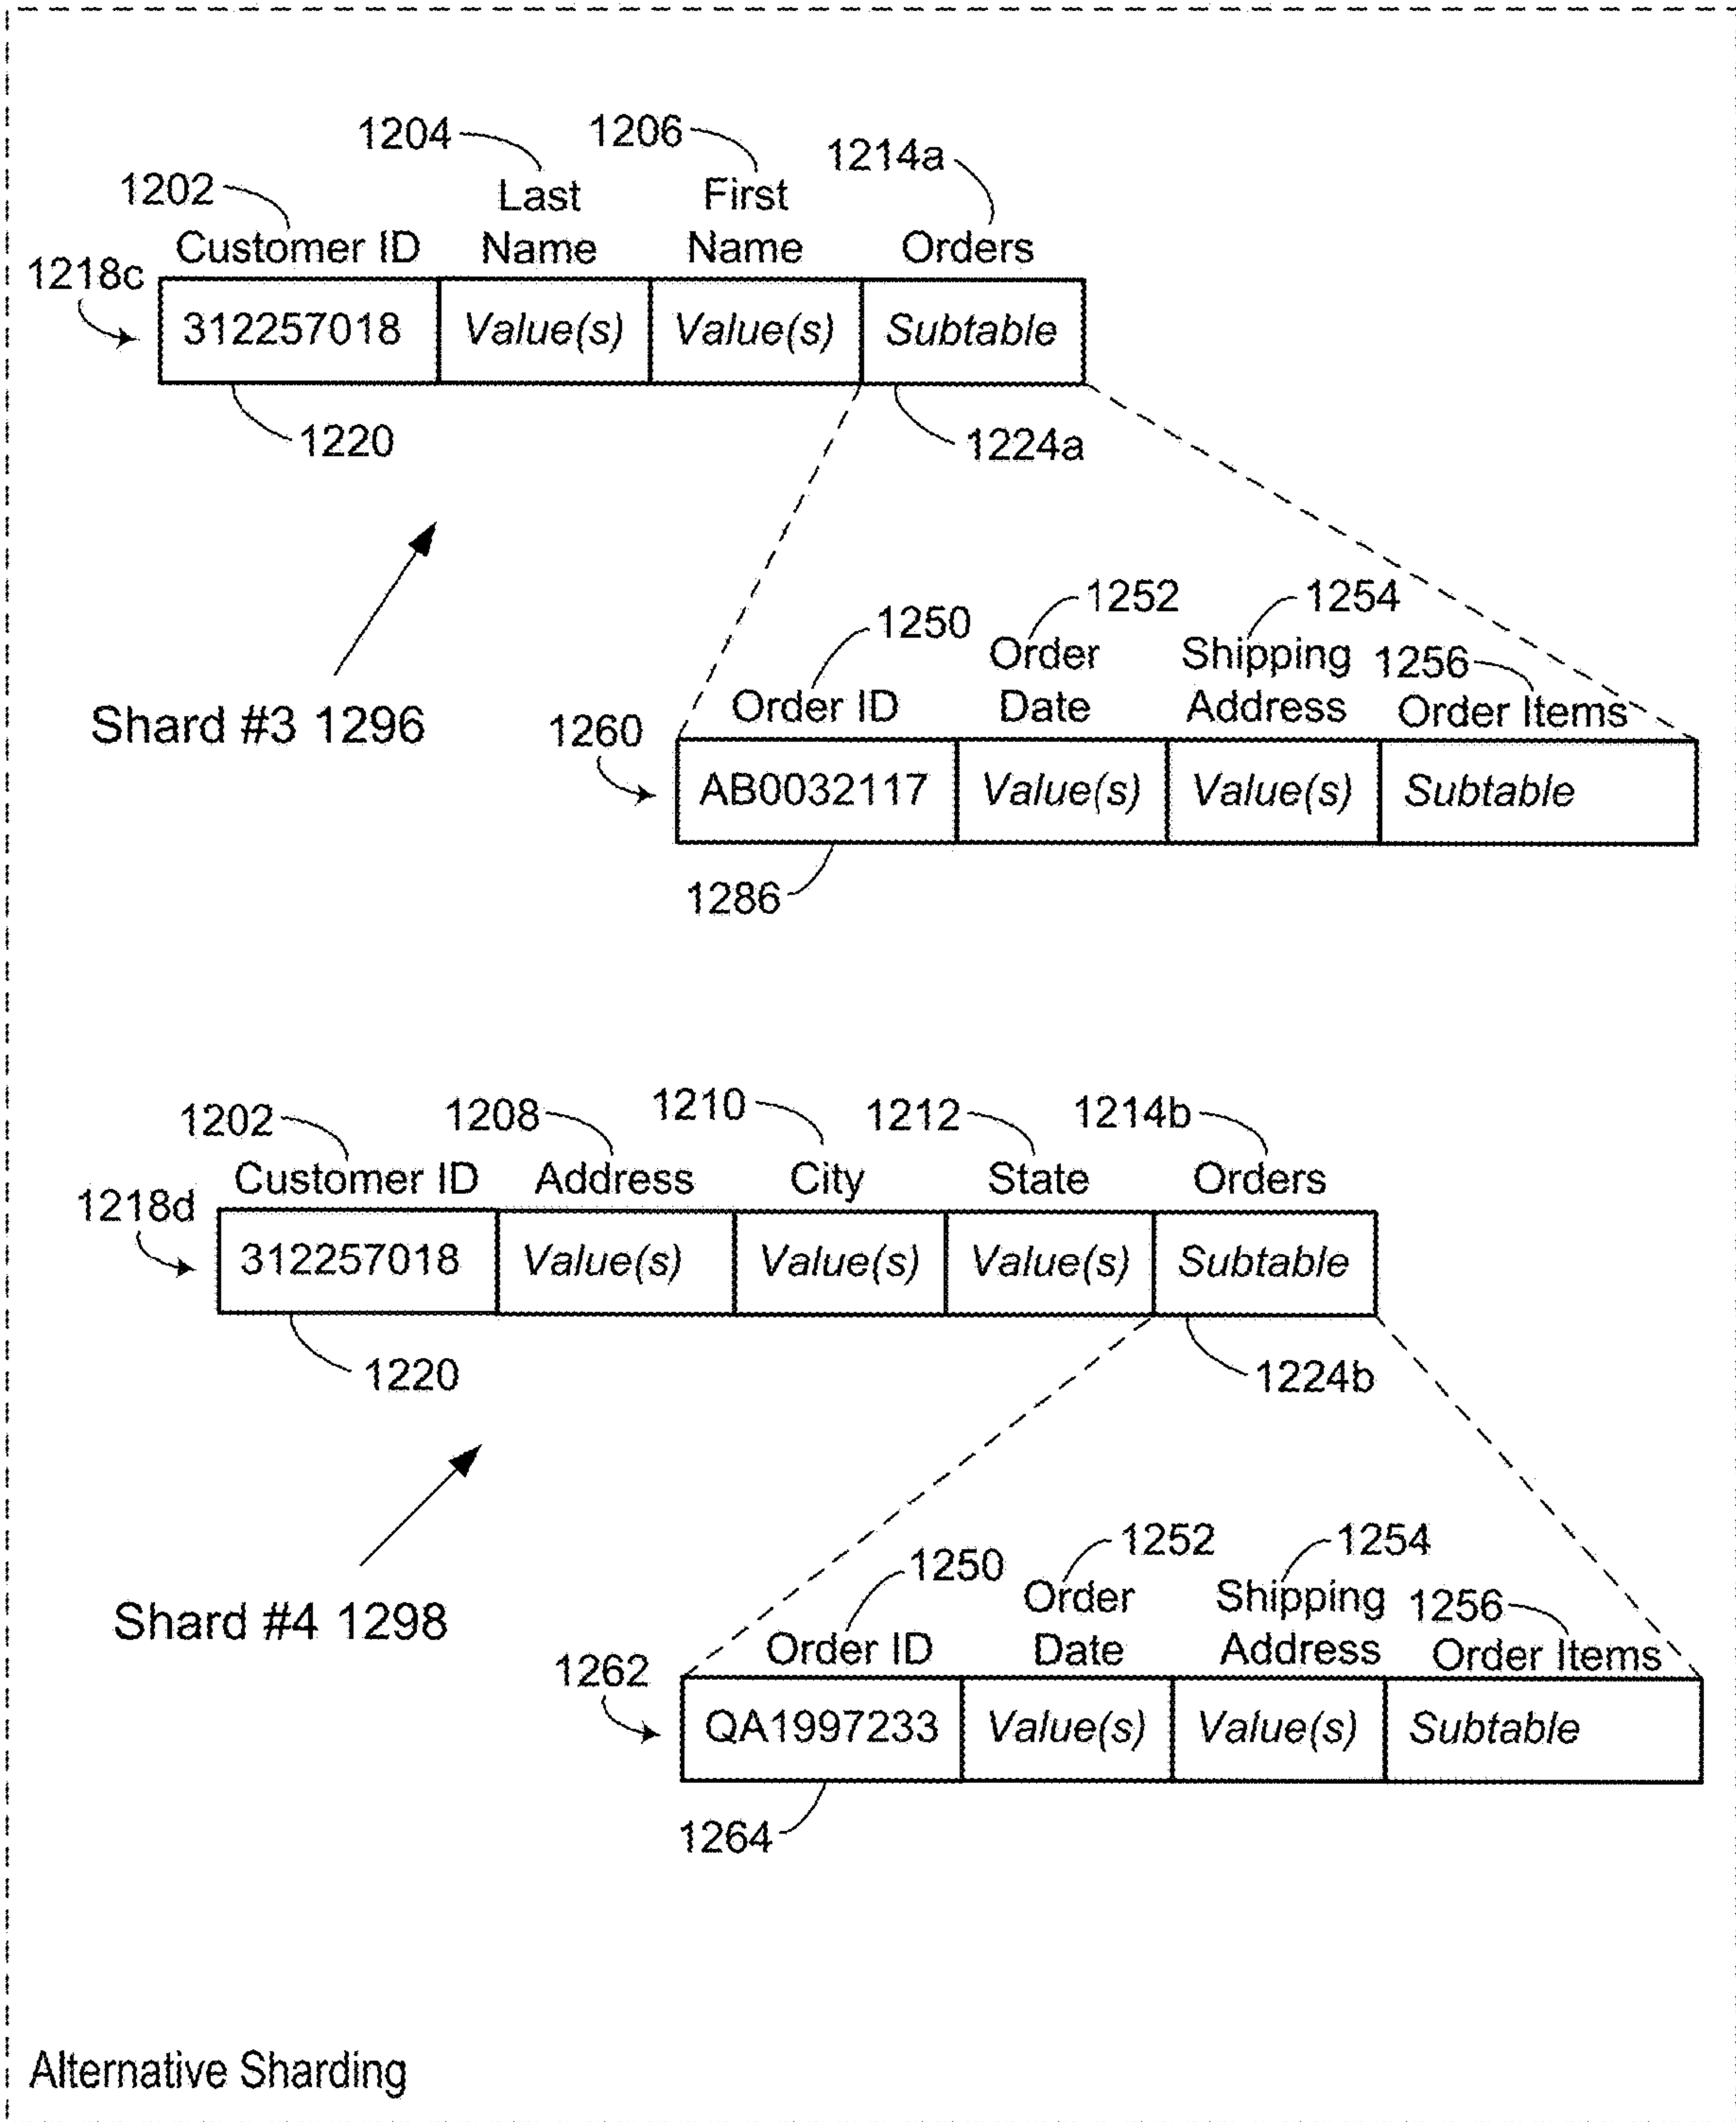 1204 1206 1214a
1202 Last First
Customer ID Name Name Orders
1218c
312257018 Value(s) Value(s) Subtable
1220 1224a
1250 1252 1254
Order Shipping 1256
Order ID Date Address Order Items
Shard #3 1296
1260
AB0032117 Value(s) Value(s) Subtable
1286
1202 1208 1210 1212 1214b
Customer ID Address City State Orders
1218d
312257018 Value(s) Value(s) Value(s) Subtable
1220 1224b
1250 1252 1254
Order Shipping 1256
Order ID Date Address Order Items
Shard #4 1298
1262
QA1997233 Value(s) Value(s) Subtable
1264
Alternative Sharding